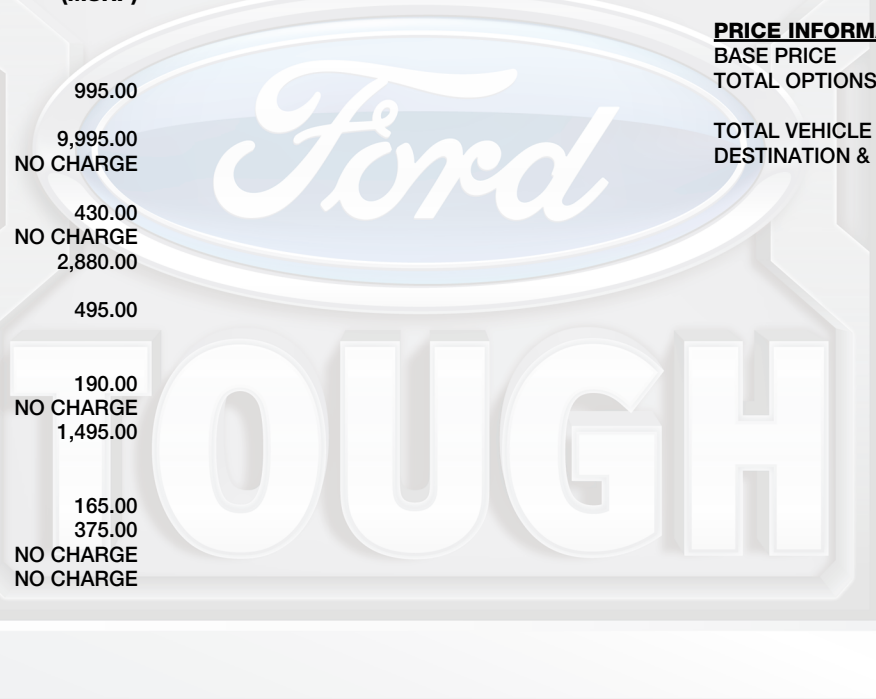 (MSRP)
995.00
9,995.00
NO CHARGE
430.00
NO CHARGE
2,880.00
495.00
190.00
NO CHARGE
1,495.00
165.00
375.00
NO CHARGE
NO CHARGE
PRICE INFORMA
BASE PRICE
TOTAL OPTIONS
TOTAL VEHICLE
DESTINATION &
Ford
TOUGH